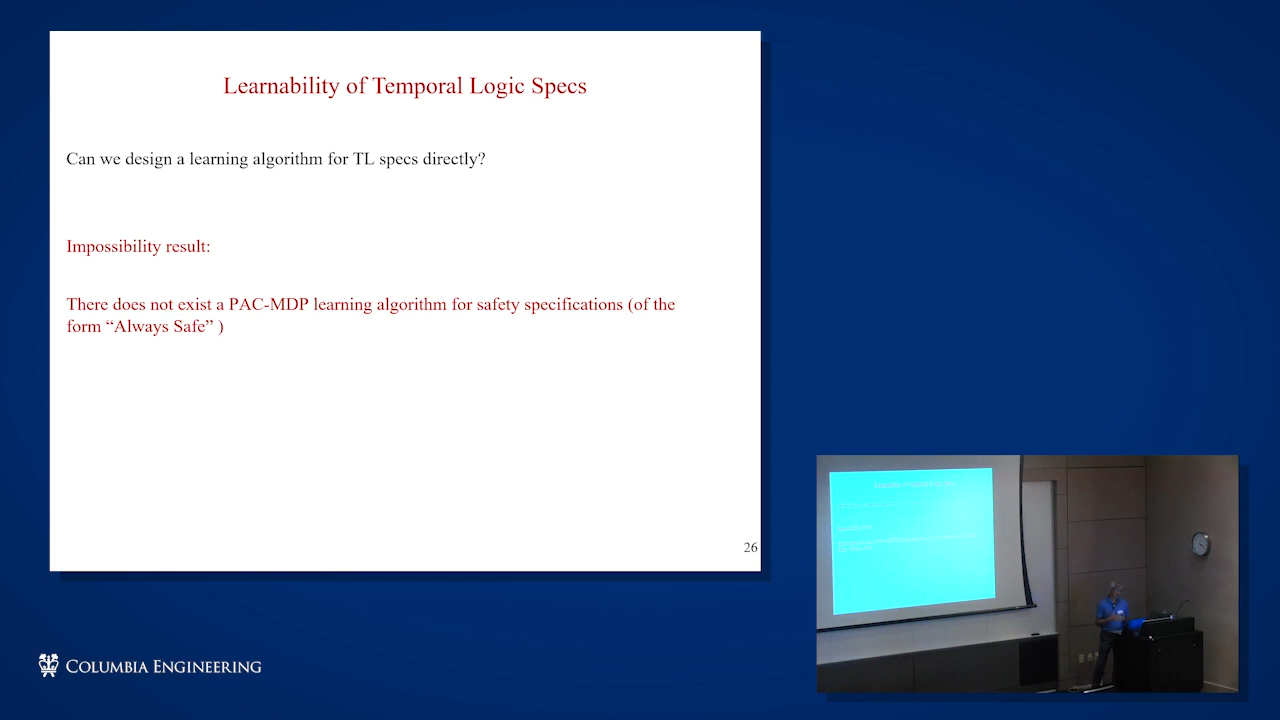 Learnability of Temporal Logic Specs
Can we design a learning algorithm for TL specs directly?
Impossibility result:
There does not exist a PAC-MDP learning algorithm for safety specifications (of the
form “Always Safe” )
26
COLUMBIA ENGINEERING